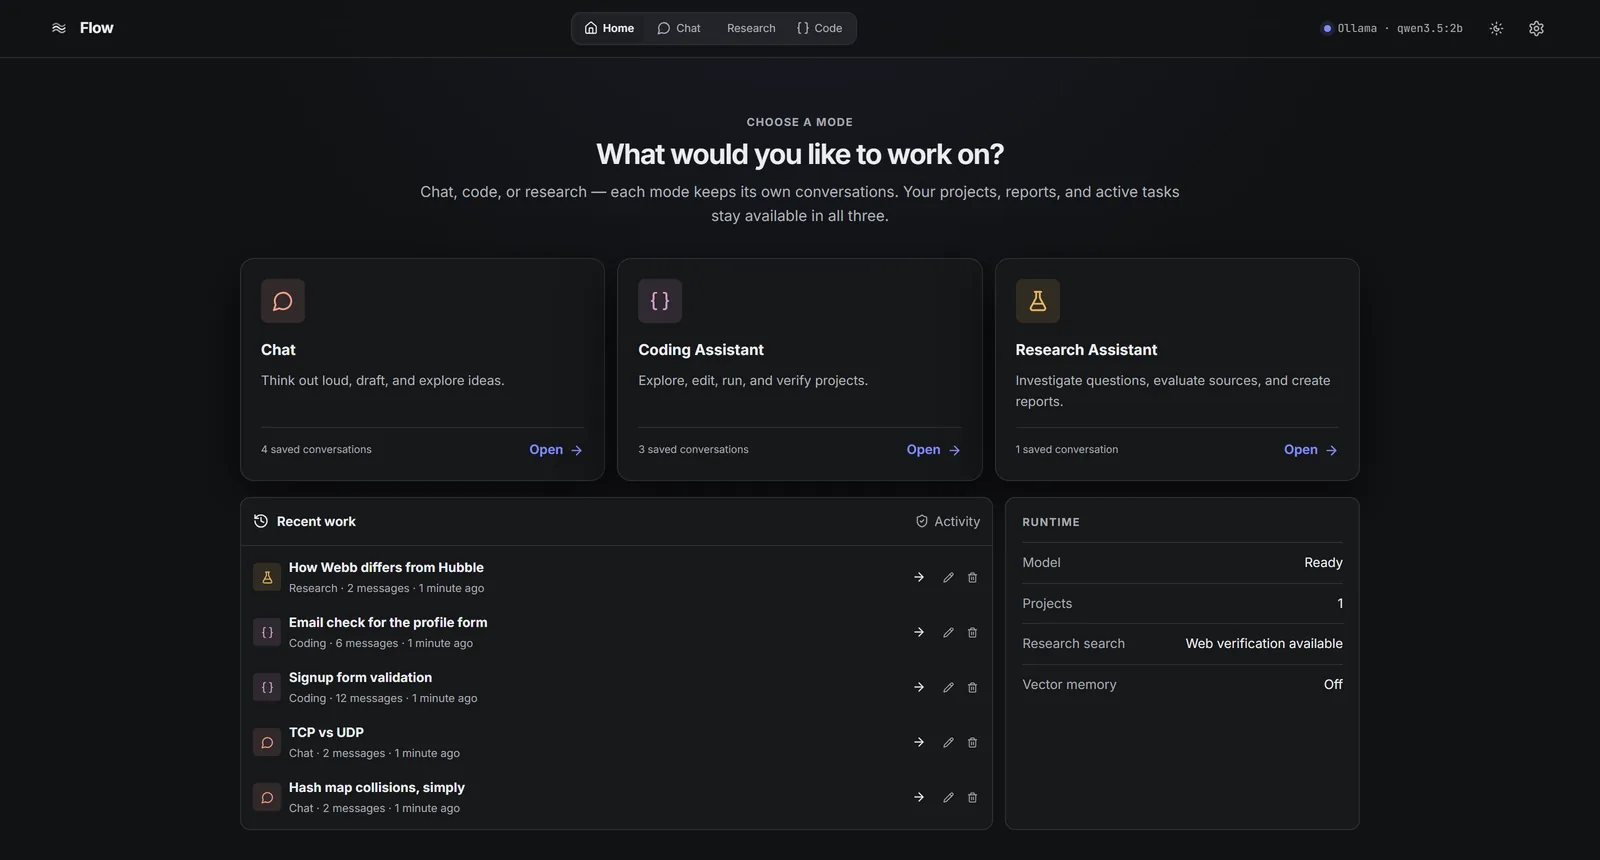 Flow
Home
Chat
Research
{ } Code
Ollama · qwen3.5:2b
CHOOSE A MODE
What would you like to work on?
Chat, code, or research — each mode keeps its own conversations. Your projects, reports, and active tasks
stay available in all three.
Chat
Think out loud, draft, and explore ideas.
4 saved conversations
Open →
Coding Assistant
Explore, edit, run, and verify projects.
3 saved conversations
Open →
Research Assistant
Investigate questions, evaluate sources, and create
reports.
1 saved conversation
Open →
Recent work
Activity
How Webb differs from Hubble
Research · 2 messages · 1 minute ago
Email check for the profile form
Coding · 6 messages · 1 minute ago
Signup form validation
Coding · 12 messages · 1 minute ago
TCP vs UDP
Chat · 2 messages · 1 minute ago
Hash map collisions, simply
Chat · 2 messages · 1 minute ago
RUNTIME
Model Ready
Projects 1
Research search Web verification available
Vector memory Off